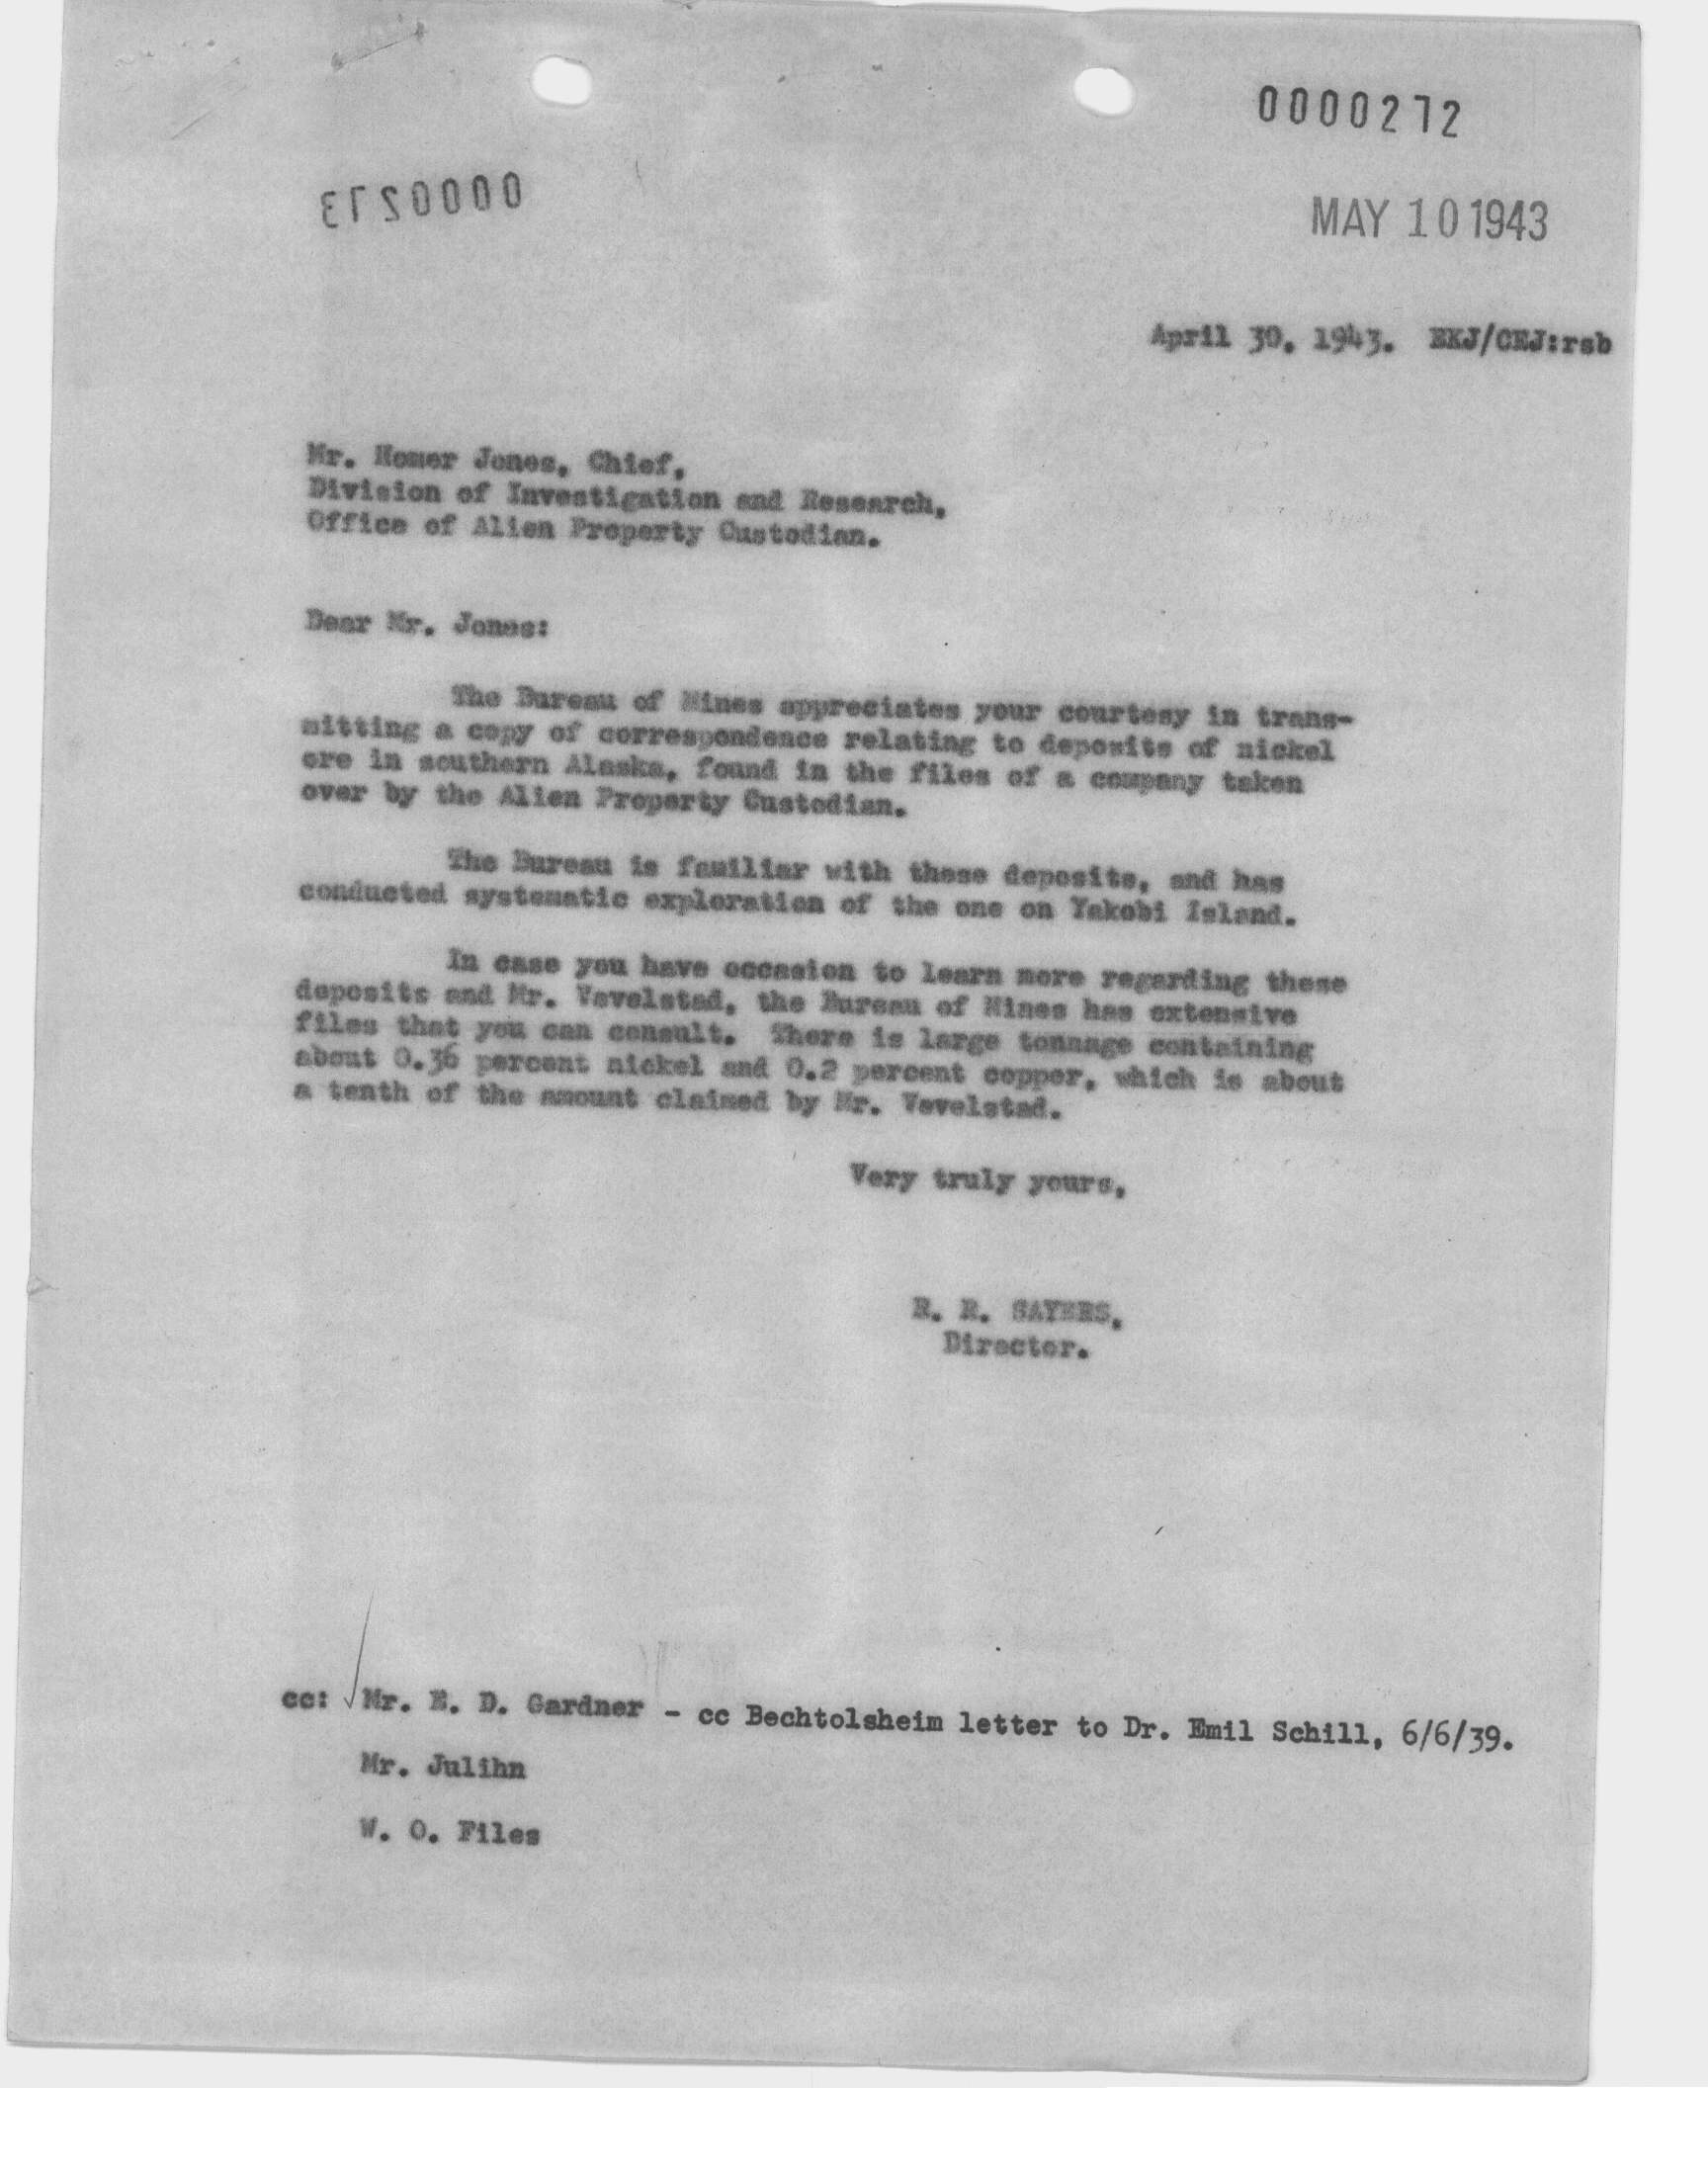 0000272
0000273
MAY 10 1943
April 30, 1943. EKJ/CEJ:rsb
Mr. Homer Jones, Chief,
Division of Investigation and Research,
Office of Alien Property Custodian.
Dear Mr. Jones:
The Bureau of Mines appreciates your courtesy in trans-
mitting a copy of correspondence relating to deposits of nickel
ore in southern Alaska, found in the files of a company taken
over by the Alien Property Custodian.
The Bureau is familiar with these deposits, and has
conducted systematic exploration of the one on Yakobi Island.
In case you have occasion to learn more regarding these
deposits and Mr. Vevelstad, the Bureau of Mines has extensive
files that you can consult. There is large tonnage containing
about 0.36 percent nickel and 0.2 percent copper, which is about
a tenth of the amount claimed by Mr. Vevelstad.
Very truly yours,
R. R. SAYERS,
Director.
cc: Mr. E. D. Gardner - cc Bechtolsheim letter to Dr. Emil Schill, 6/6/39.
Mr. Julihn
W. O. Files